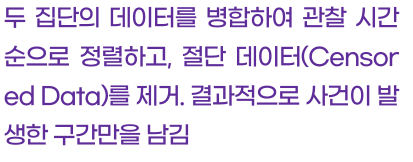 두 집단의 데이터를 병합하여 관찰 시간
순으로 정렬하고, 절단 데이터(Censor
ed Data)를 제거. 결과적으로 사건이 발
생한 구간만을 남김